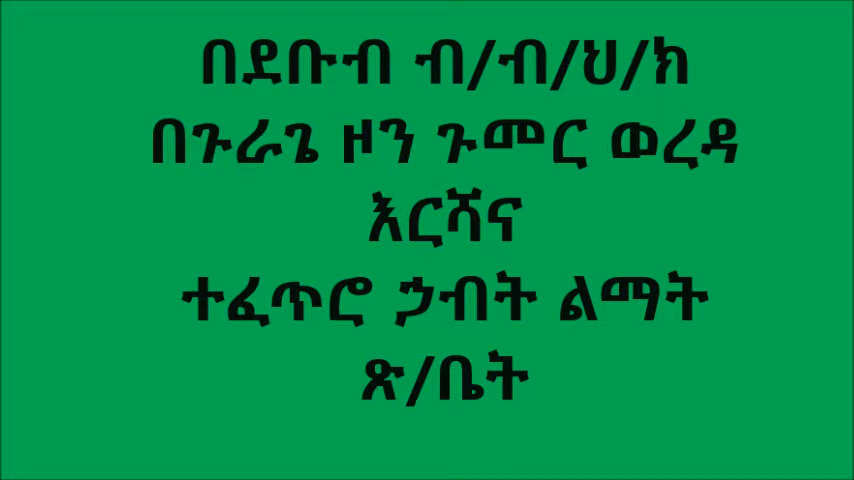 በደቡብ ብ/ብ/ህ/ክ
በጉራጌ ዞን ጉመር ወረዳ
እርሻና
ተፈጥሮ ኃብት ልማት
ጽ/ቤት